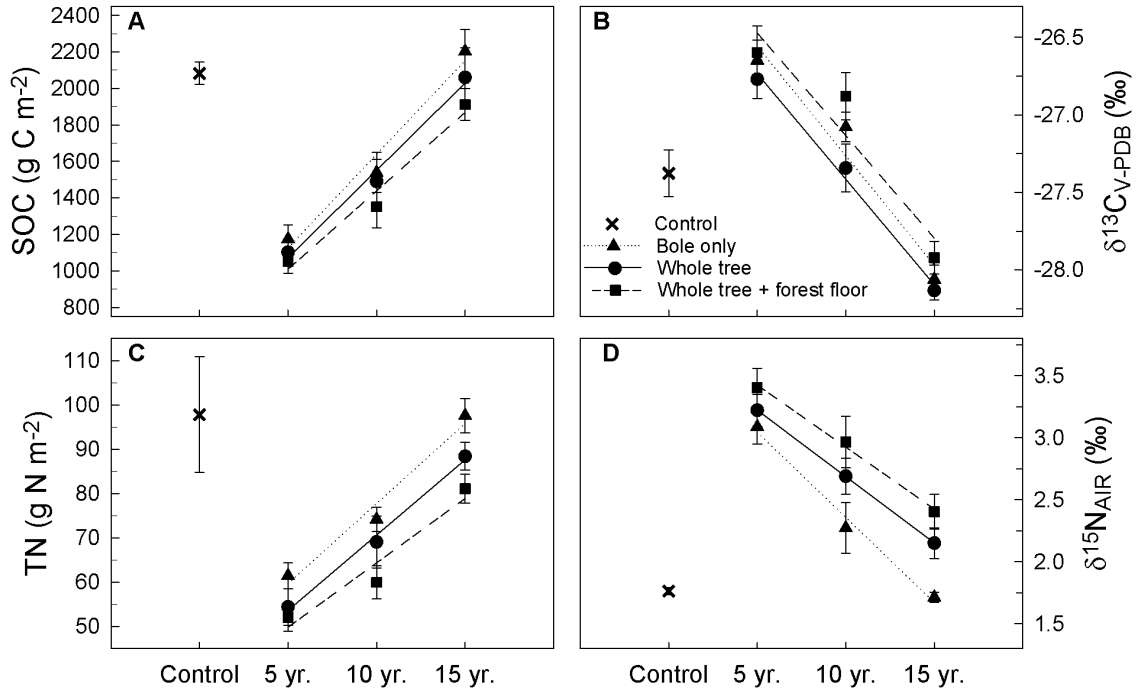 A
2400
2200
2000
1800
1600
1400
1200
1000
800
SOC (g C m-2)
B
-26.5
-27.0
-27.5
-28.0
δ13CV-PDB (‰)
Control
Bole only
Whole tree
Whole tree + forest floor
C
110
100
90
80
70
60
50
TN (g N m-2)
D
3.5
3.0
2.5
2.0
1.5
δ15NAIR (‰)
Control 5 yr. 10 yr. 15 yr.
Control 5 yr. 10 yr. 15 yr.